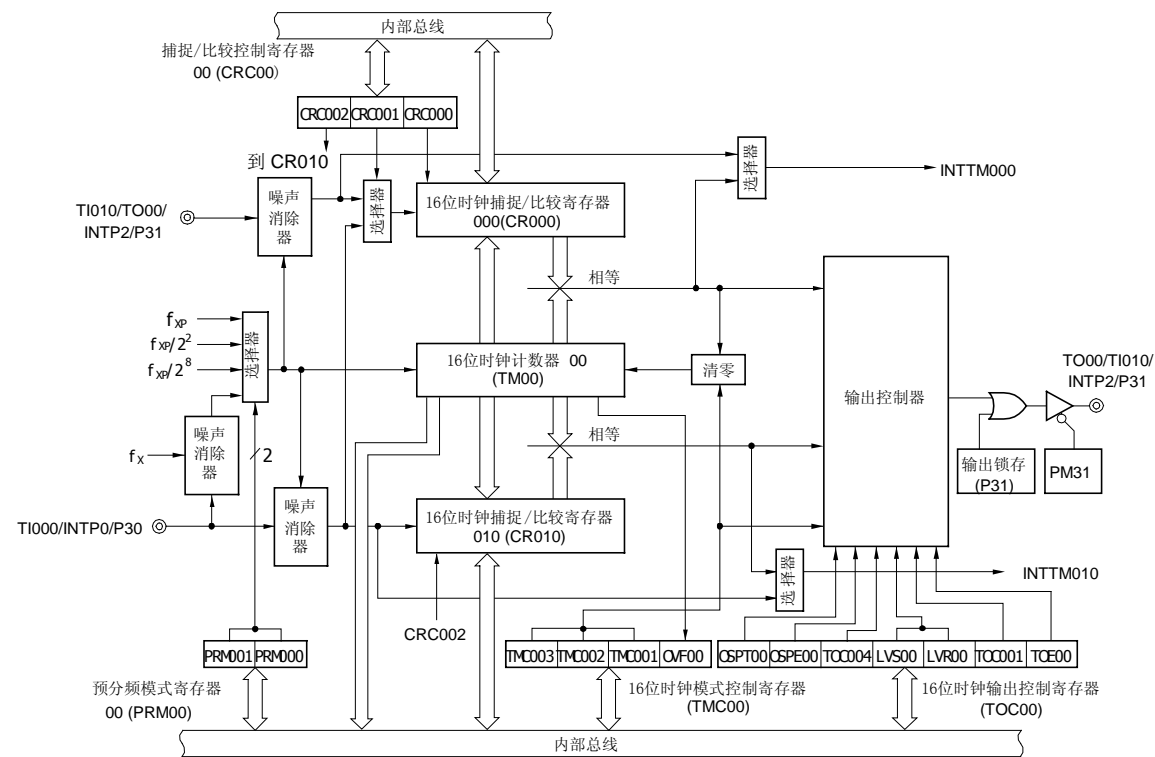 内部总线
捕捉/比较控制寄存器
00 (CRC00)
CRC002 CRC001 CRC000
到 CR010
噪声
消除
器
选择器
16位时钟捕捉/比较寄存器
000(CR000)
选择器
INTTM000
TI010/TO00/
INTP2/P31
相等
fXP
fXP/2²
fXP/2⁸
选择器
16位时钟计数器 00
(TM00)
清零
输出控制器
TO00/TI010/
INTP2/P31
相等
噪声
消除
器
fX
2
输出锁存
(P31)
PM31
TI000/INTP0/P30
噪声
消除
器
16位时钟捕捉/比较寄存器
010 (CR010)
选择器
INTTM010
CRC002
PRM001 PRM000
TMC003 TMC002 TMC001 OVF00
OSPT00 OSPE00 TOC004 LVS00 LVR00 TOC001 TOE00
预分频模式寄存器
00 (PRM00)
16位时钟模式控制寄存器
(TMC00)
16位时钟输出控制寄存器
(TOC00)
内部总线